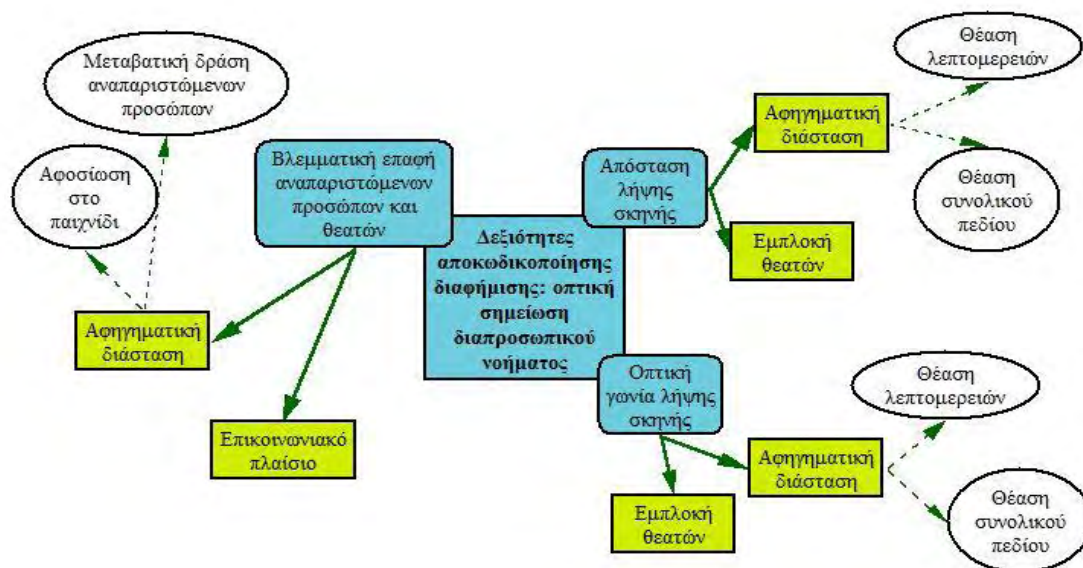 Μεταβατική δράση
αναπαριστώμενων
προσώπων
Αφοσίωση
στο
παιχνίδι
Βλεμματική επαφή
αναπαριστώμενων
προσώπων και
θεατών
Αφηγηματική
διάσταση
Επικοινωνιακό
πλαίσιο
Δεξιότητες
αποκωδικοποίησης
διαφήμισης: οπτική
σημείωση
διαπροσωπικού
νοήματος
Απόσταση
λήψης
σκηνής
Αφηγηματική
διάσταση
Θέαση
λεπτομερειών
Θέαση
συνολικού
πεδίου
Εμπλοκή
θεατών
Οπτική
γωνία λήψης
σκηνής
Αφηγηματική
διάσταση
Θέαση
λεπτομερειών
Θέαση
συνολικού
πεδίου
Εμπλοκή
θεατών